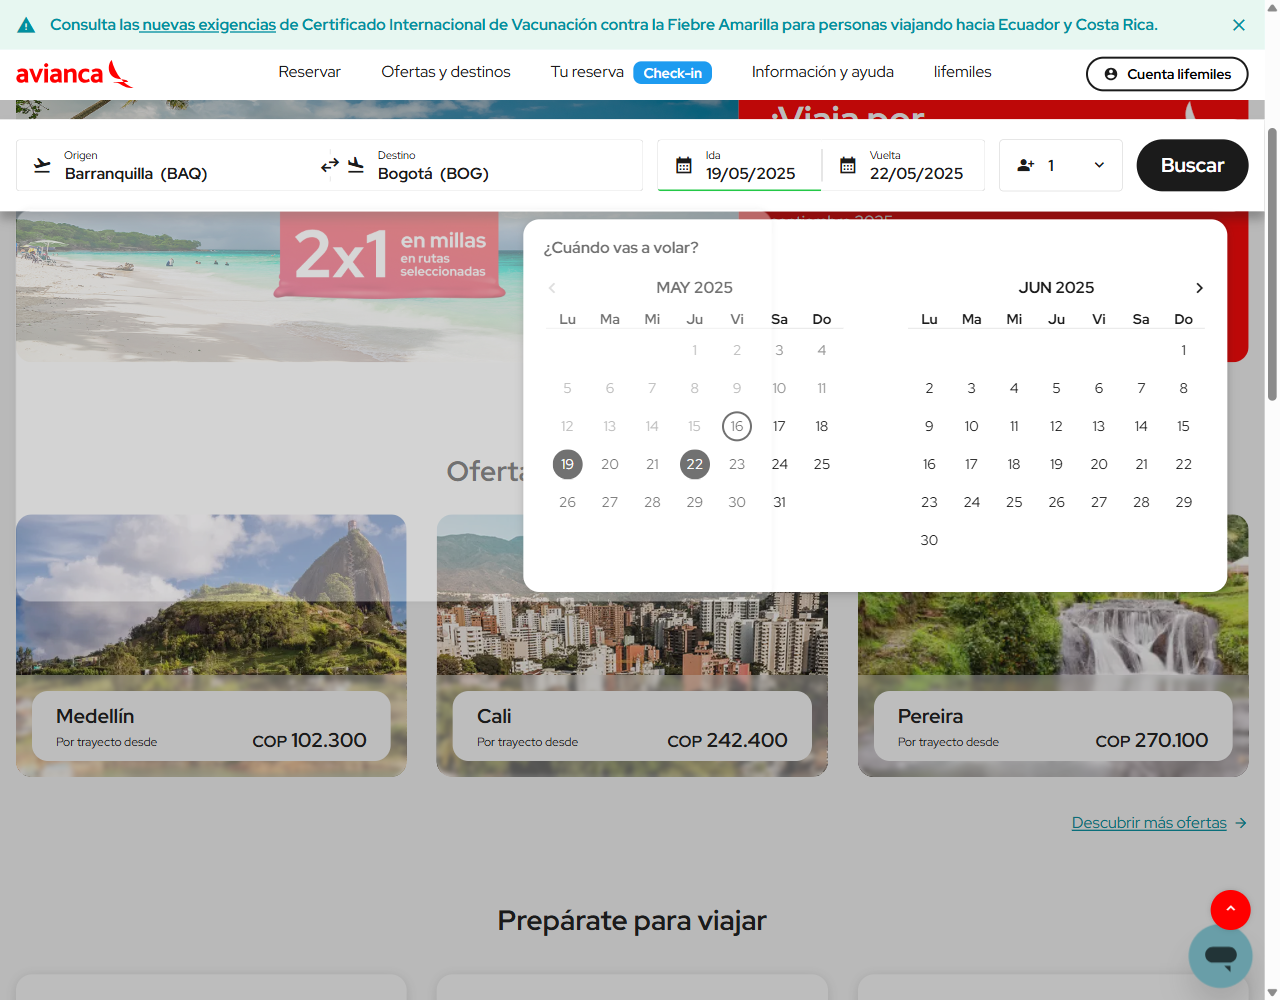 Consulta las nuevas exigencias de Certificado Internacional de Vacunación contra la Fiebre Amarilla para personas viajando hacia Ecuador y Costa Rica.
avianca
Reservar
Ofertas y destinos
Tu reserva
Check-in
Información y ayuda
lifemiles
Cuenta lifemiles
¡Viaja por
Origen
Barranquilla (BAQ)
Destino
Bogotá (BOG)
Ida
19/05/2025
Vuelta
22/05/2025
1
Buscar
septiembre 2025
2x1
en millas
en rutas
seleccionadas
¿Cuándo vas a volar?
MAY 2025
Lu Ma Mi Ju Vi Sa Do
1 2 3 4
5 6 7 8 9 10 11
12 13 14 15 16 17 18
19 20 21 22 23 24 25
26 27 28 29 30 31
JUN 2025
Lu Ma Mi Ju Vi Sa Do
1
2 3 4 5 6 7 8
9 10 11 12 13 14 15
16 17 18 19 20 21 22
23 24 25 26 27 28 29
30
Medellín
Por trayecto desde
COP 102.300
Cali
Por trayecto desde
COP 242.400
Pereira
Por trayecto desde
COP 270.100
Descubrir más ofertas
Prepárate para viajar